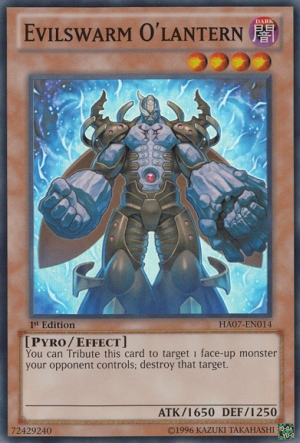 EVILSWARM O'LANTERN
DARK
闇
1st Edition
HA07-EN014
[PYRO/EFFECT]
You can Tribute this card to target 1 face-up monster
your opponent controls; destroy that target.
ATK/1650 DEF/1250
72429240
©1996 KAZUKI TAKAHASHI